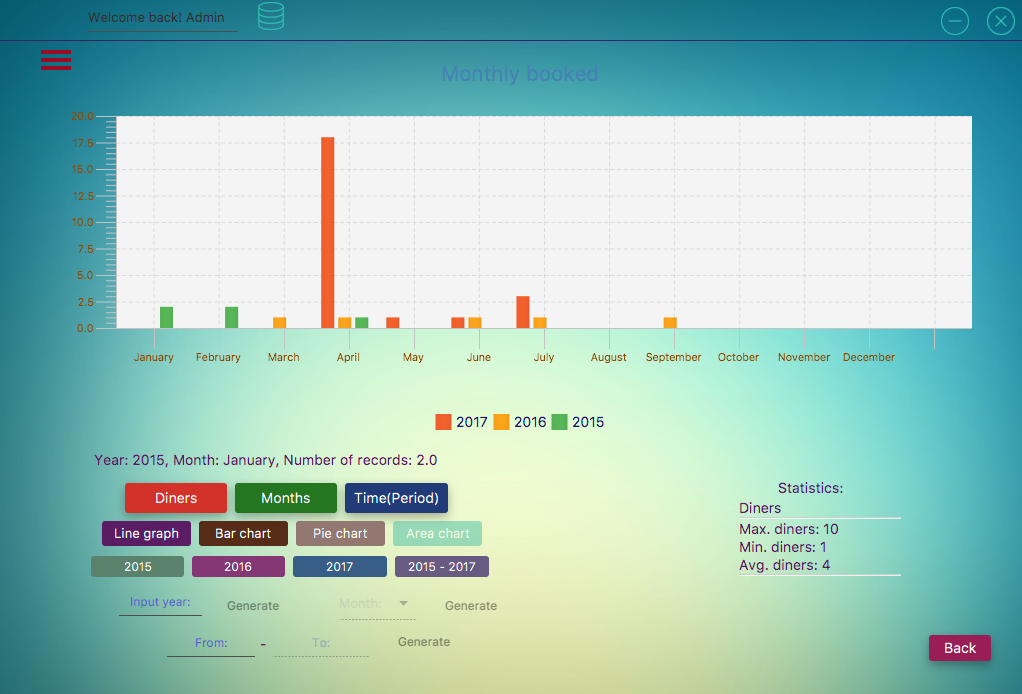 Welcome back! Admin
Monthly booked
20.0
17.5
15.0
12.5
10.0
7.5
5.0
2.5
0.0
January February March April May June July August September October November December
2017 2016 2015
Year: 2015, Month: January, Number of records: 2.0
Diners Months Time(Period)
Line graph Bar chart Pie chart Area chart
2015 2016 2017 2015 - 2017
Input year: Generate Month: Generate
From: - To: Generate
Statistics:
Diners
Max. diners: 10
Min. diners: 1
Avg. diners: 4
Back